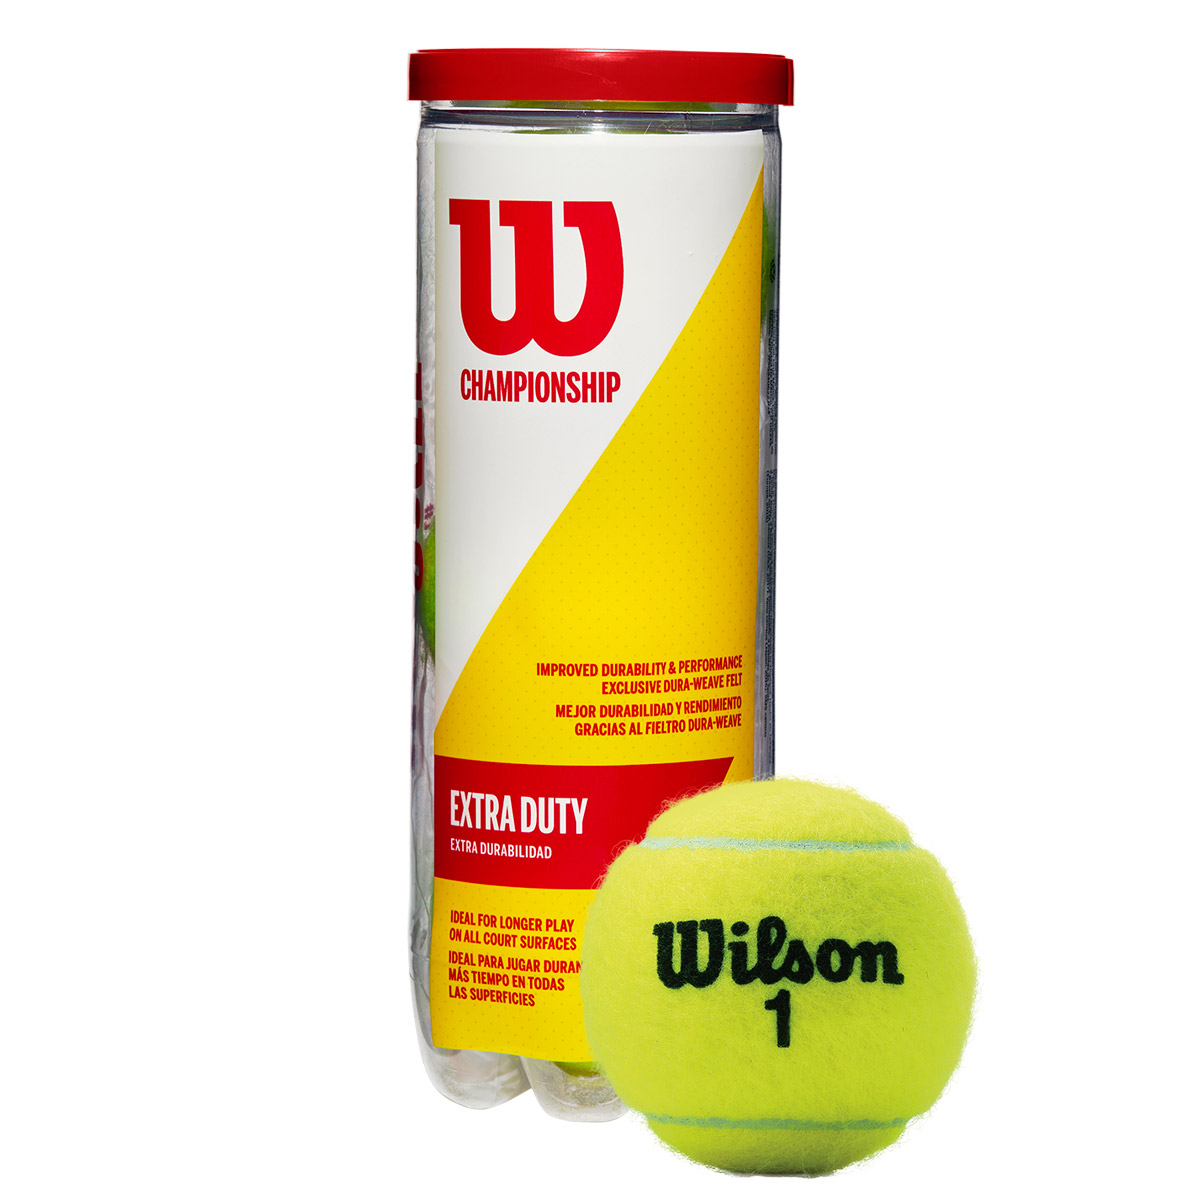 W
CHAMPIONSHIP
IMPROVED DURABILITY & PERFORMANCE
EXCLUSIVE DURA-WEAVE FELT
MEJOR DURABILIDAD Y RENDIMIENTO
GRACIAS AL FIELTRO DURA-WEAVE
EXTRA DUTY
EXTRA DURABILIDAD
IDEAL FOR LONGER PLAY
ON ALL COURT SURFACES
IDEAL PARA JUGAR DURAN
MÁS TIEMPO EN TODAS
LAS SUPERFICIES
Wilson
1